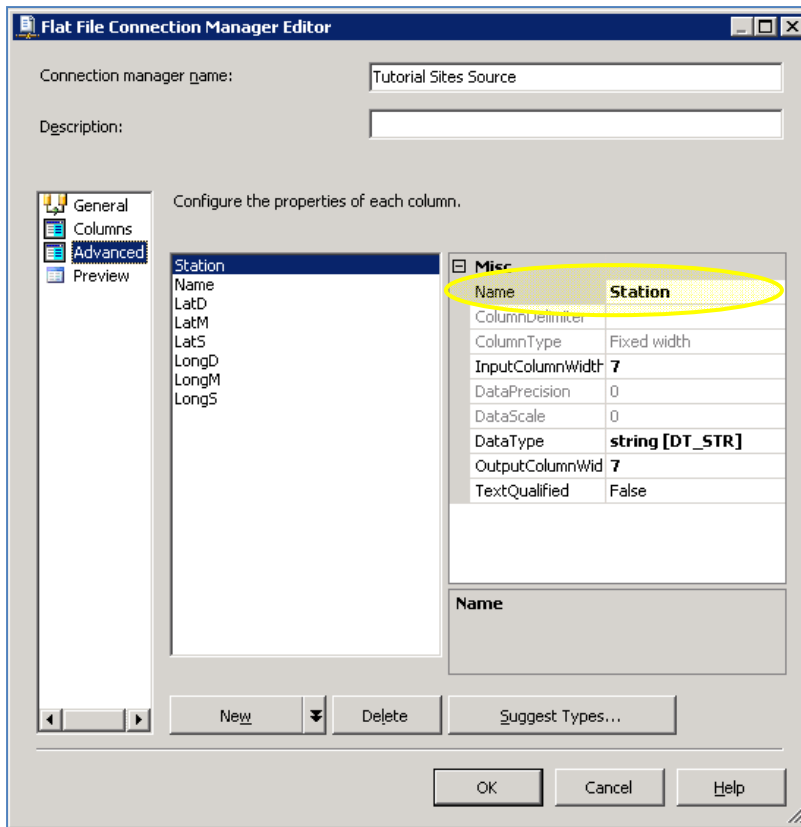 Flat File Connection Manager Editor
Connection manager name: Tutorial Sites Source
Description:
General
Columns
Advanced
Preview
Configure the properties of each column.
Station
Name
LatD
LatM
LatS
LongD
LongM
LongS
Misc
Name Station
ColumnDelimiter
ColumnType Fixed width
InputColumnWidth 7
DataPrecision 0
DataScale 0
DataType string [DT_STR]
OutputColumnWid 7
TextQualified False
Name
New Delete Suggest Types...
OK Cancel Help